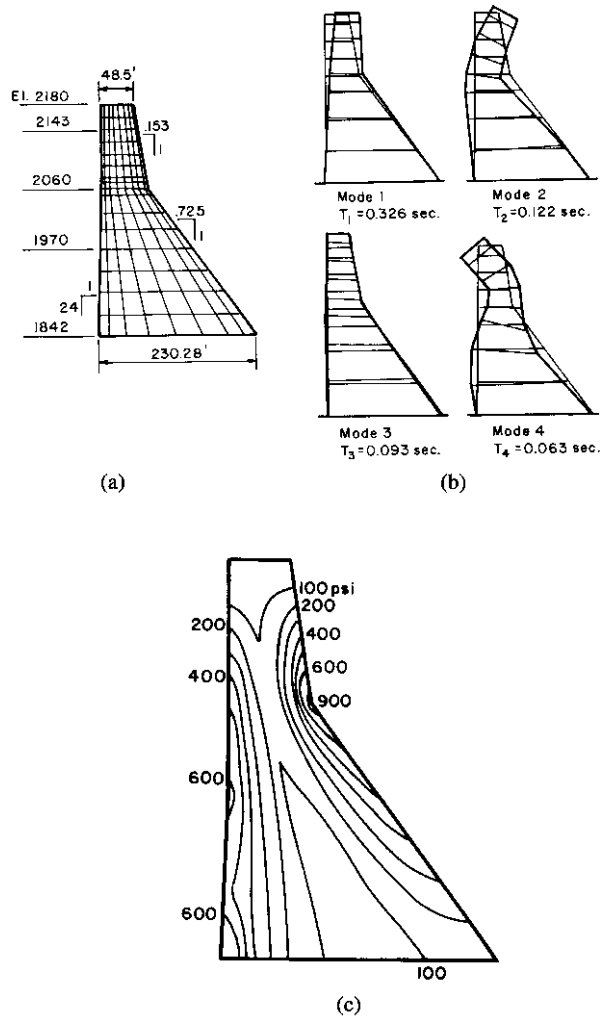 48.5'
El. 2180
2143
.153
1
2060
.725
1
1970
1
24
1842
230.28'
(a)
Mode 1
T1=0.326 sec.
Mode 2
T2=0.122 sec.
Mode 3
T3=0.093 sec.
Mode 4
T4=0.063 sec.
(b)
100 psi
200
200
400
400
600
900
600
600
100
(c)